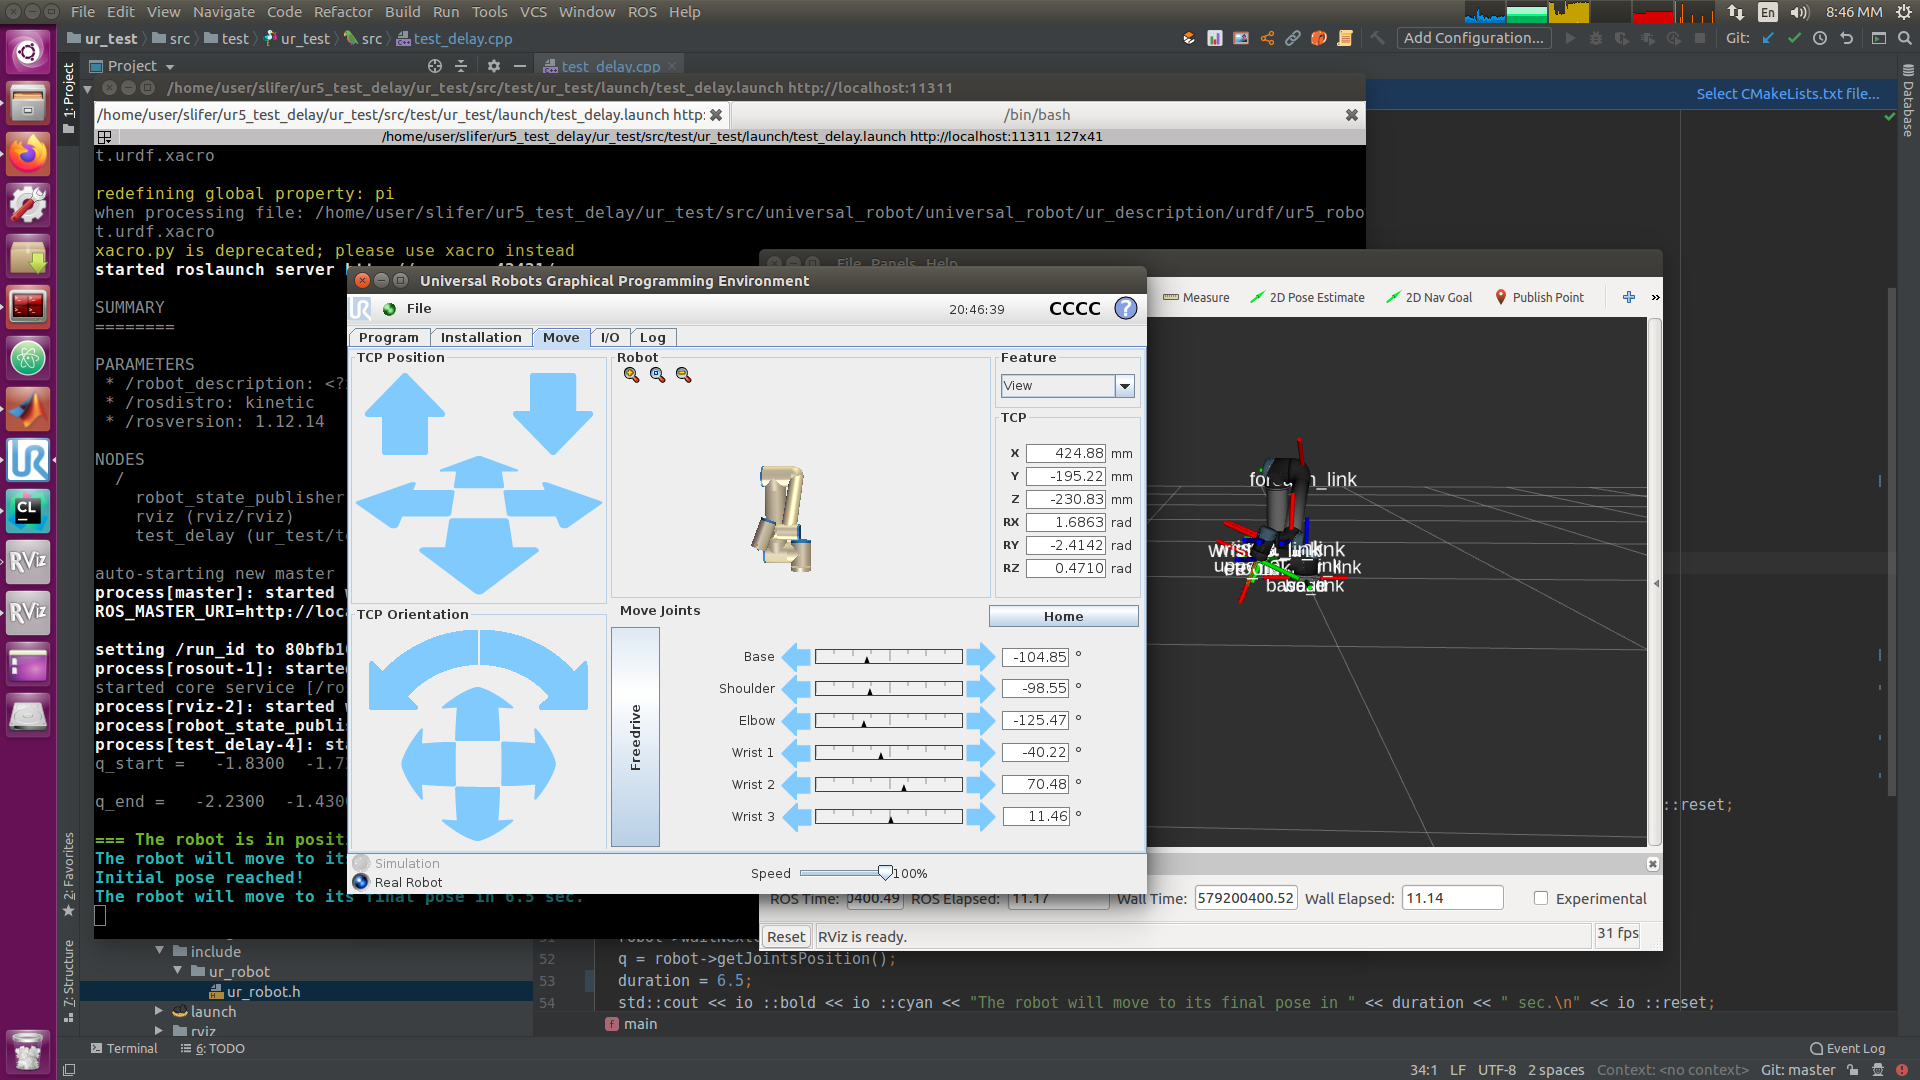 File Edit View Navigate Code Refactor Build Run Tools VCS Window ROS Help
En 8:46 MM
ur_test src test ur_test src test_delay.cpp
Add Configuration... Git:
1: Project
Project
test_delay.cpp
Select CMakeLists.txt file...
Database
/home/user/slifer/ur5_test_delay/ur_test/src/test/ur_test/launch/test_delay.launch http://localhost:11311
/home/user/slifer/ur5_test_delay/ur_test/src/test/ur_test/launch/test_delay.launch http:
/bin/bash
/home/user/slifer/ur5_test_delay/ur_test/src/test/ur_test/launch/test_delay.launch http://localhost:11311 127x41
t.urdf.xacro
redefining global property: pi
when processing file: /home/user/slifer/ur5_test_delay/ur_test/src/universal_robot/universal_robot/ur_description/urdf/ur5_robo
t.urdf.xacro
xacro.py is deprecated; please use xacro instead
started roslaunch server
SUMMARY
========
PARAMETERS
* /robot_description: <?
* /rosdistro: kinetic
* /rosversion: 1.12.14
NODES
/
robot_state_publisher
rviz (rviz/rviz)
test_delay (ur_test/t
auto-starting new master
process[master]: started
ROS_MASTER_URI=http://loc
setting /run_id to 80bfb1
process[rosout-1]: starte
started core service [/ro
process[rviz-2]: started
process[robot_state_publi
process[test_delay-4]: sta
q_start = -1.8300 -1.7
q_end = -2.2300 -1.4300
=== The robot is in posit
The robot will move to it
Initial pose reached!
The robot will move to its final pose in 6.5 sec.
Universal Robots Graphical Programming Environment
File
20:46:39
CCCC
?
Program Installation Move I/O Log
TCP Position
Robot
Feature
View
TCP
X 424.88 mm
Y -195.22 mm
Z -230.83 mm
RX 1.6863 rad
RY -2.4142 rad
RZ 0.4710 rad
TCP Orientation
Move Joints
Home
Freedrive
Base -104.85 °
Shoulder -98.55 °
Elbow -125.47 °
Wrist 1 -40.22 °
Wrist 2 70.48 °
Wrist 3 11.46 °
Simulation
Real Robot
Speed 100%
File Panels Help
Measure 2D Pose Estimate 2D Nav Goal Publish Point
ROS Time: 0400.49 ROS Elapsed: 11.17 Wall Time: 579200400.52 Wall Elapsed: 11.14 Experimental
Reset RViz is ready. 31 fps
::reset;
52 q = robot->getJointsPosition();
53 duration = 6.5;
54 std::cout << io ::bold << io ::cyan << "The robot will move to its final pose in " << duration << " sec.\n" << io ::reset;
main
2: Favorites
7: Structure
include
ur_robot
ur_robot.h
launch
rviz
Terminal 6: TODO
Event Log
34:1 LF UTF-8 2 spaces Context: <no context> Git: master
CL
RViz
RViz